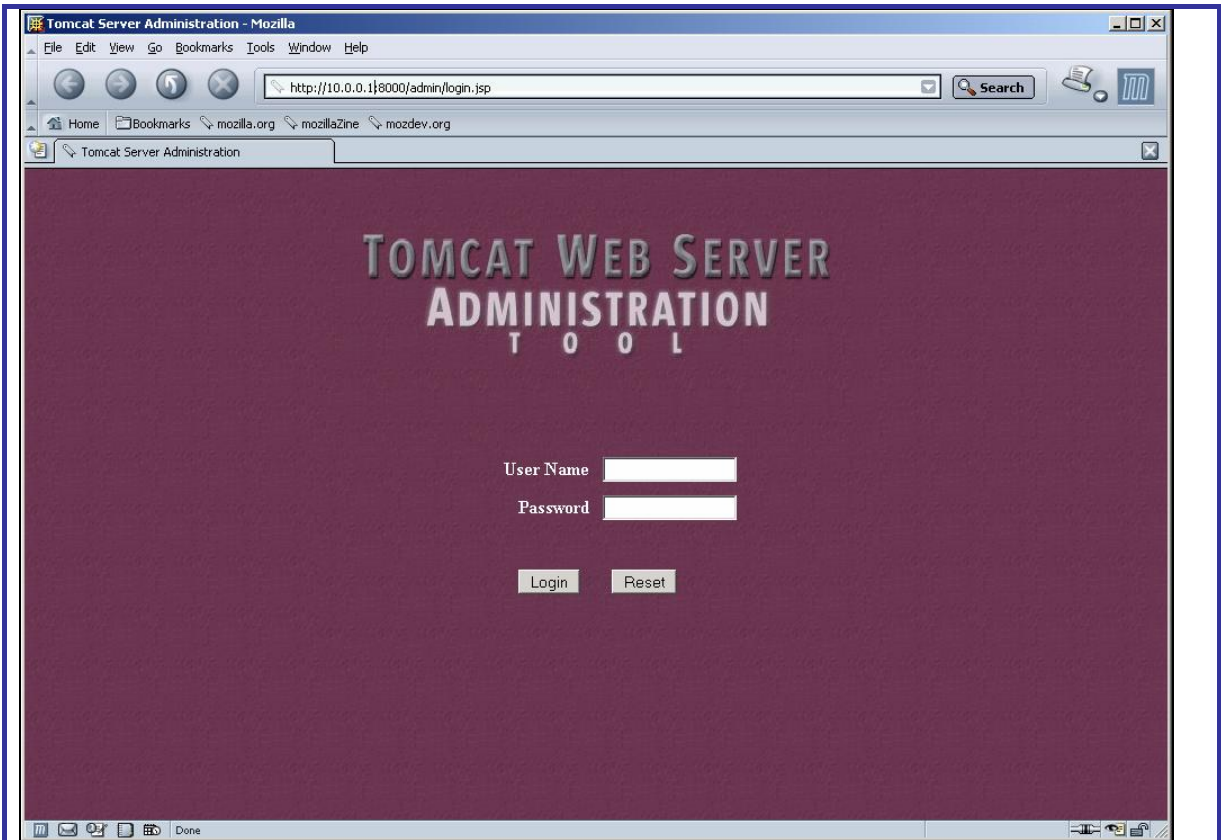 Tomcat Server Administration - Mozilla
File Edit View Go Bookmarks Tools Window Help
http://10.0.0.1:8000/admin/login.jsp
Search
Home Bookmarks mozilla.org mozillaZine mozdev.org
Tomcat Server Administration
TOMCAT WEB SERVER
ADMINISTRATION
TOOL
User Name
Password
Login Reset
Done